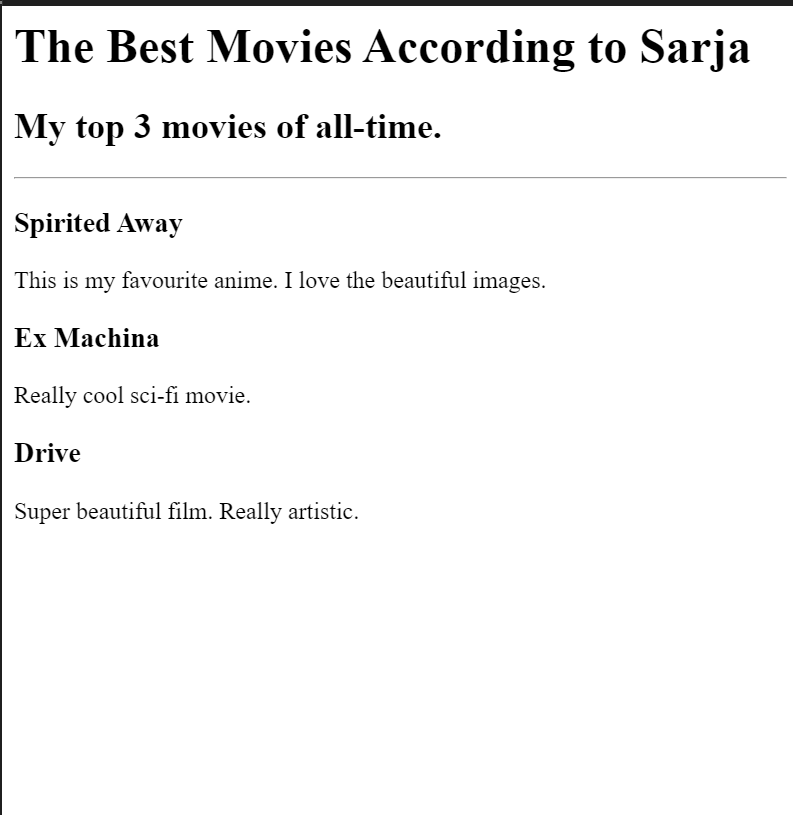 The Best Movies According to Sarja
My top 3 movies of all-time.
Spirited Away
This is my favourite anime. I love the beautiful images.
Ex Machina
Really cool sci-fi movie.
Drive
Super beautiful film. Really artistic.